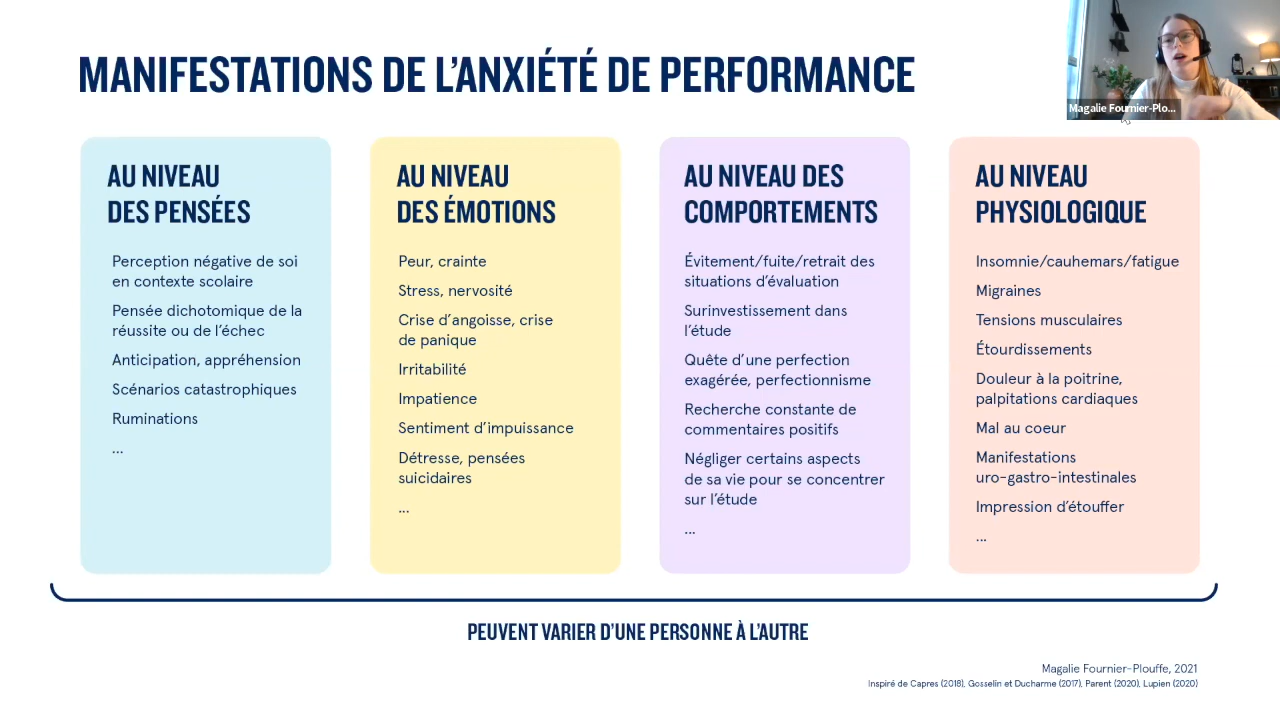 MANIFESTATIONS DE L'ANXIÉTÉ DE PERFORMANCE
Magalie Fournier-Plo...
AU NIVEAU
DES PENSÉES
Perception négative de soi
en contexte scolaire
Pensée dichotomique de la
réussite ou de l'échec
Anticipation, appréhension
Scénarios catastrophiques
Ruminations
...
AU NIVEAU
DES ÉMOTIONS
Peur, crainte
Stress, nervosité
Crise d'angoisse, crise
de panique
Irritabilité
Impatience
Sentiment d'impuissance
Détresse, pensées
suicidaires
...
AU NIVEAU DES
COMPORTEMENTS
Évitement/fuite/retrait des
situations d'évaluation
Surinvestissement dans
l'étude
Quête d'une perfection
exagérée, perfectionnisme
Recherche constante de
commentaires positifs
Négliger certains aspects
de sa vie pour se concentrer
sur l'étude
...
AU NIVEAU
PHYSIOLOGIQUE
Insomnie/cauhemars/fatigue
Migraines
Tensions musculaires
Étourdissements
Douleur à la poitrine,
palpitations cardiaques
Mal au coeur
Manifestations
uro-gastro-intestinales
Impression d'étouffer
...
PEUVENT VARIER D'UNE PERSONNE À L'AUTRE
Magalie Fournier-Plouffe, 2021
Inspiré de Capres (2018), Gosselin et Ducharme (2017), Parent (2020), Lupien (2020)